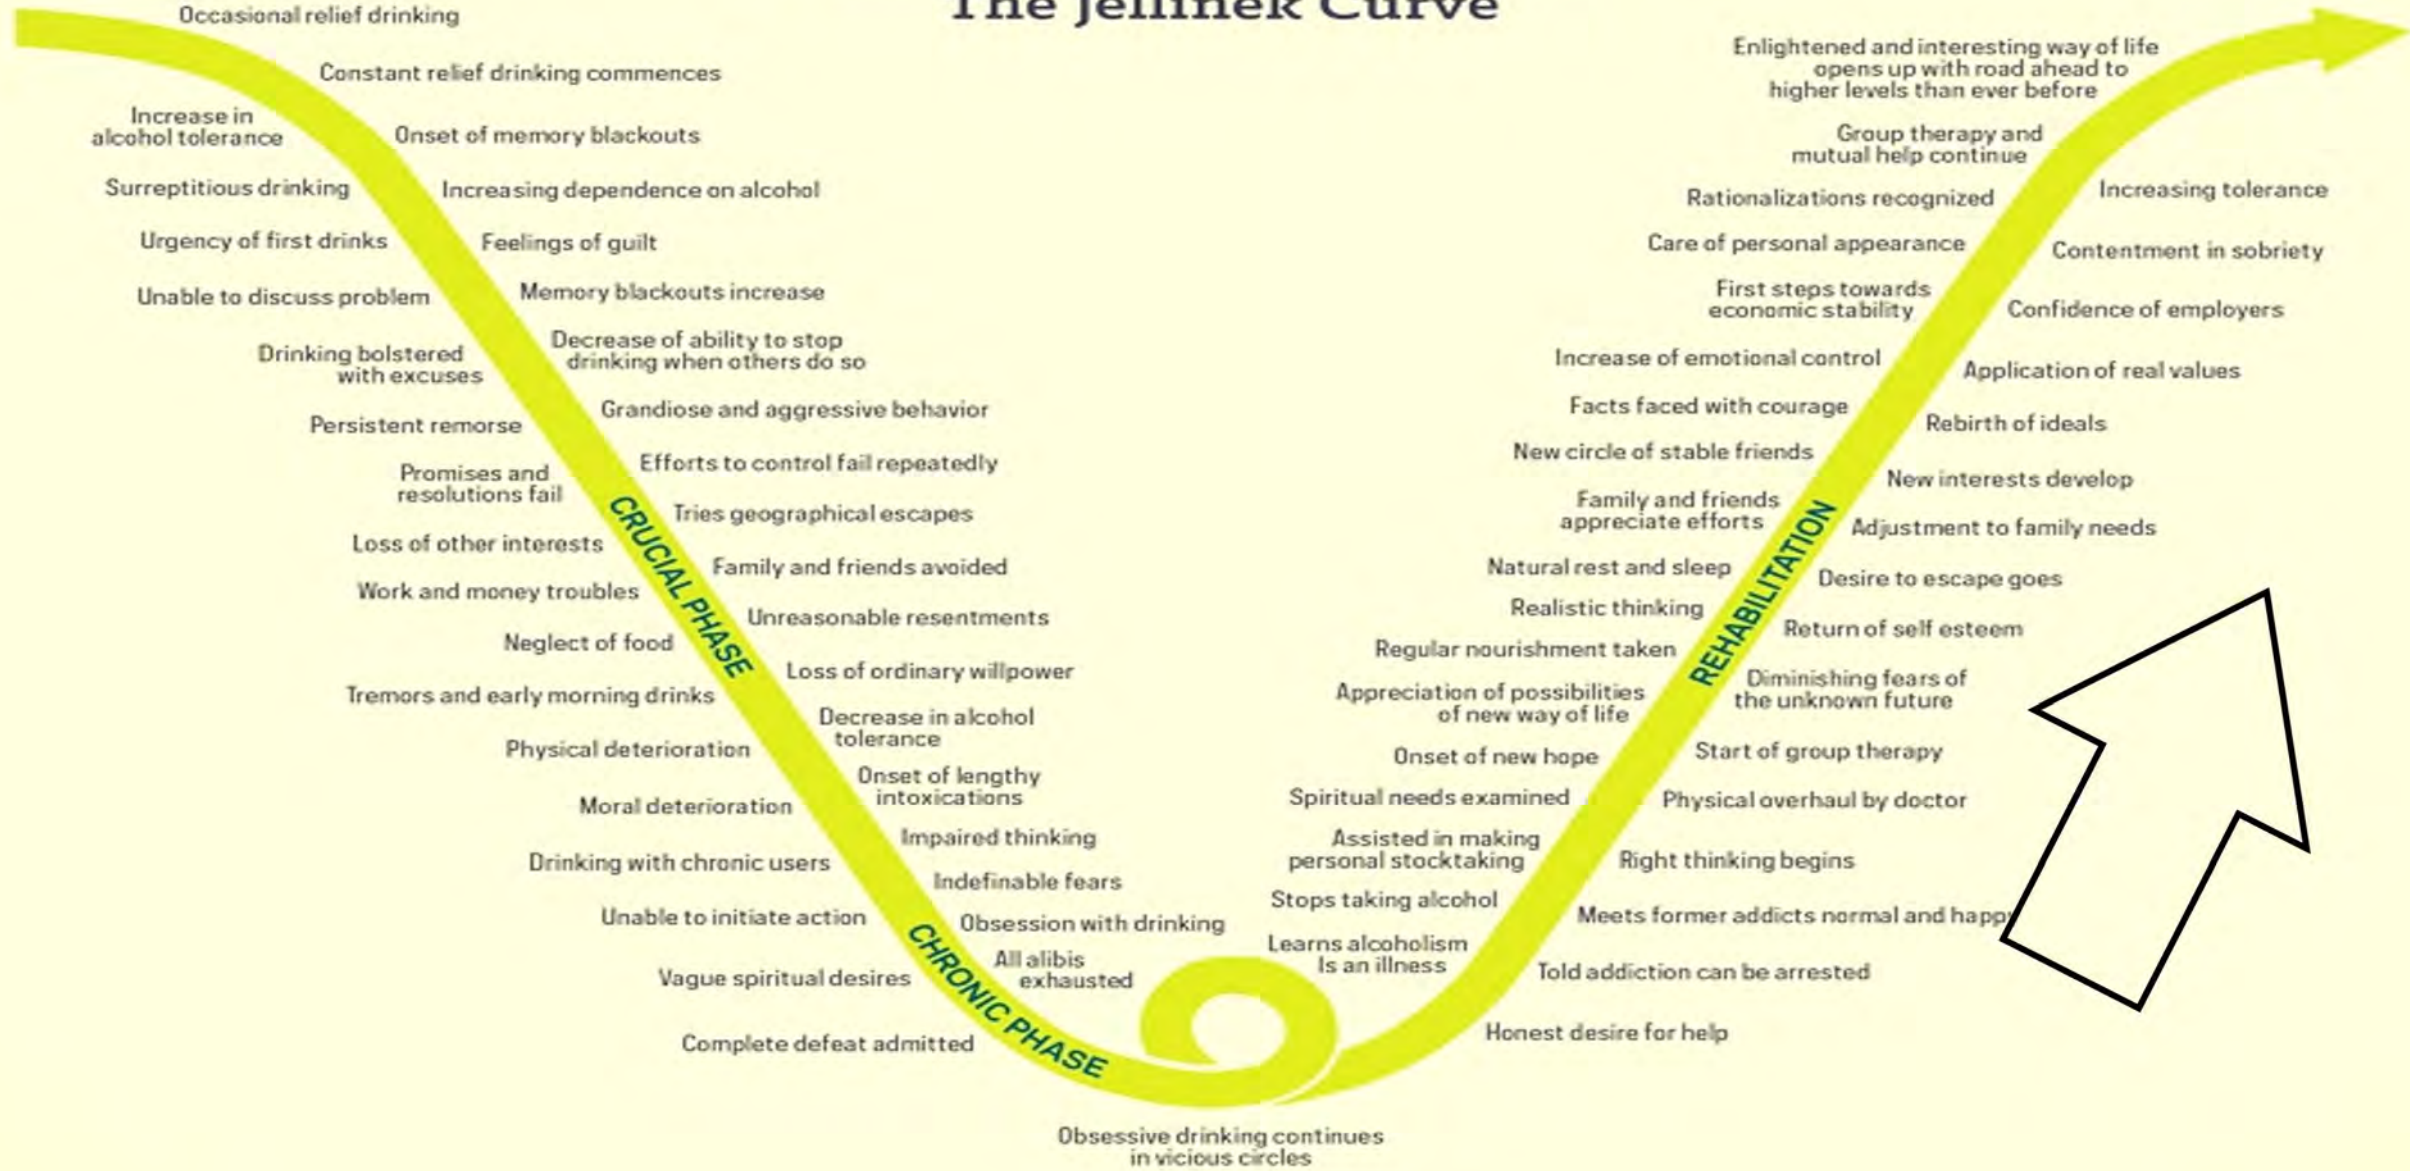 The Jellinek Curve
Occasional relief drinking
Constant relief drinking commences
Increase in
alcohol tolerance
Onset of memory blackouts
Surreptitious drinking
Increasing dependence on alcohol
Urgency of first drinks
Feelings of guilt
Unable to discuss problem
Memory blackouts increase
Drinking bolstered
with excuses
Decrease of ability to stop
drinking when others do so
Persistent remorse
Grandiose and aggressive behavior
Promises and
resolutions fail
Efforts to control fail repeatedly
Loss of other interests
Tries geographical escapes
Work and money troubles
Family and friends avoided
Neglect of food
Unreasonable resentments
Tremors and early morning drinks
Loss of ordinary willpower
Physical deterioration
Decrease in alcohol
tolerance
Moral deterioration
Onset of lengthy
intoxications
Drinking with chronic users
Impaired thinking
Indefinable fears
Unable to initiate action
Obsession with drinking
Vague spiritual desires
All alibis
exhausted
Complete defeat admitted
CRUCIAL PHASE
CHRONIC PHASE
Obsessive drinking continues
in vicious circles
REHABILITATION
Enlightened and interesting way of life
opens up with road ahead to
higher levels than ever before
Group therapy and
mutual help continue
Increasing tolerance
Rationalizations recognized
Care of personal appearance
Contentment in sobriety
First steps towards
economic stability
Confidence of employers
Increase of emotional control
Application of real values
Facts faced with courage
Rebirth of ideals
New circle of stable friends
New interests develop
Family and friends
appreciate efforts
Adjustment to family needs
Natural rest and sleep
Desire to escape goes
Realistic thinking
Return of self esteem
Regular nourishment taken
Diminishing fears of
the unknown future
Appreciation of possibilities
of new way of life
Start of group therapy
Onset of new hope
Spiritual needs examined
Physical overhaul by doctor
Assisted in making
personal stocktaking
Right thinking begins
Stops taking alcohol
Meets former addicts normal and happy
Learns alcoholism
Is an illness
Told addiction can be arrested
Honest desire for help